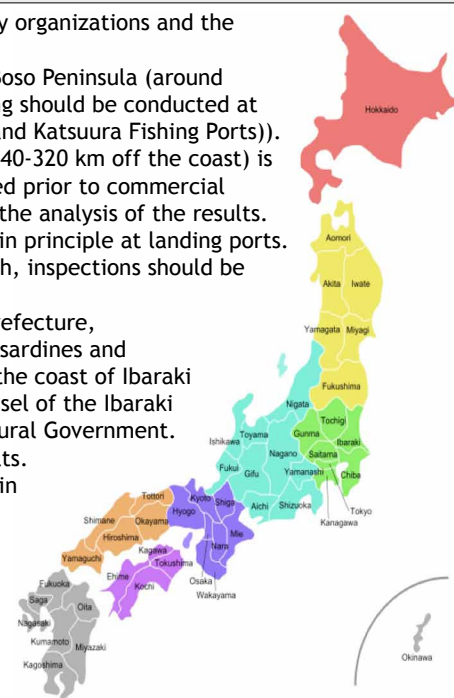 y organizations and the
Boso Peninsula (around
ng should be conducted at
and Katsuura Fishing Ports)).
40-320 km off the coast) is
ed prior to commercial
the analysis of the results.
in principle at landing ports.
h, inspections should be
refecture,
sardines and
the coast of Ibaraki
sel of the Ibaraki
ural Government.
ts.
in
Hokkaido
Aomori
Akita
Iwate
Yamagata
Miyagi
Fukushima
Nigata
Tochigi
Toyama
Gunma
Ibaraki
Ishikawa
Nagano
Saitama
Fukui
Gifu
Yamanashi
Chiba
Aichi
Shizuoka
Tokyo
Kanagawa
Tottori
Kyoto
Shiga
Hyogo
Shimane
Okayama
Mie
Hiroshima
Nara
Yamaguchi
Kagawa
Tokushima
Ehime
Kochi
Osaka
Wakayama
Fukuoka
Saga
Oita
Nagasaki
Kumamoto
Miyazaki
Kagoshima
Okinawa